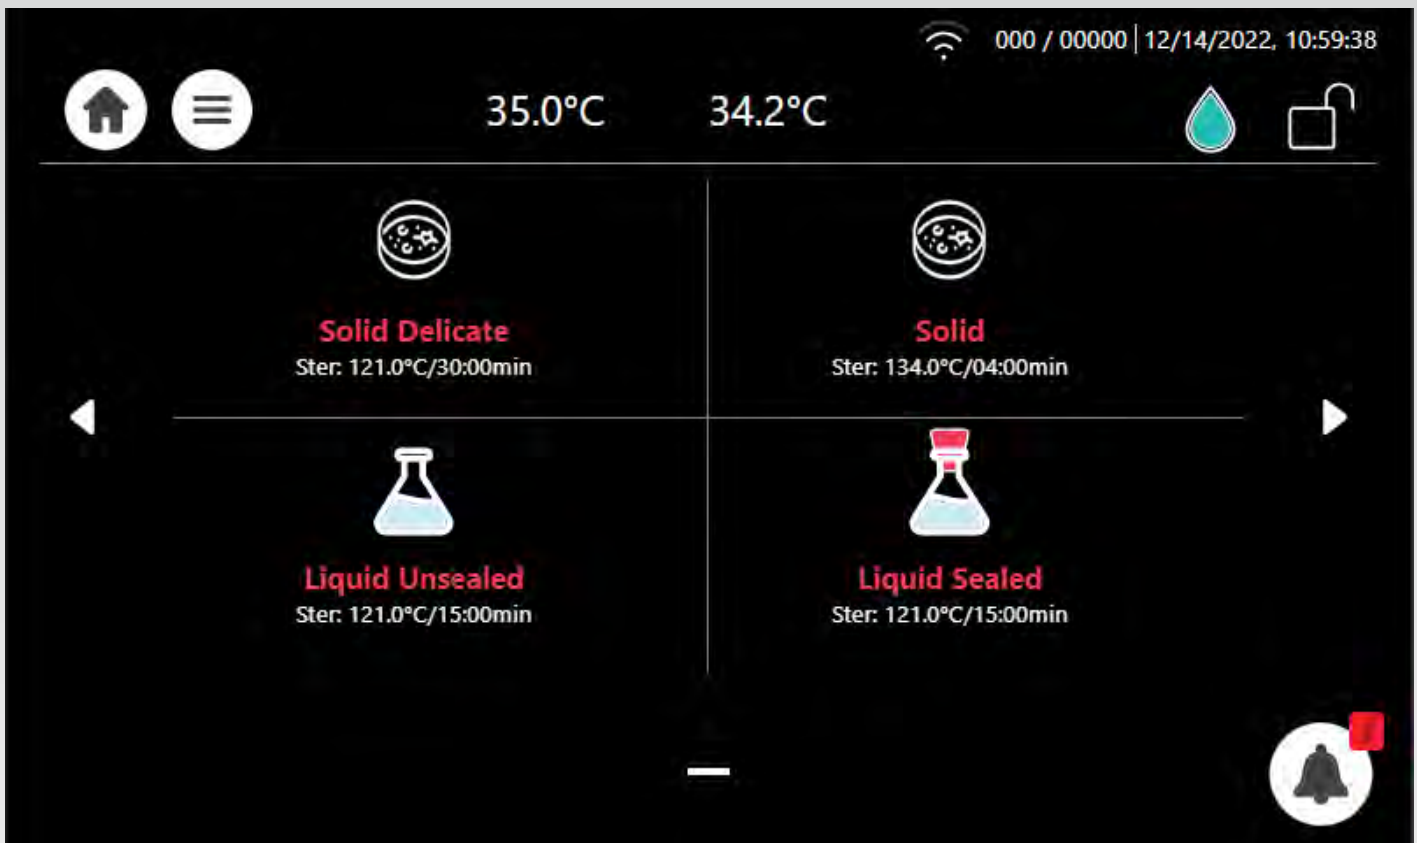 000 / 00000 | 12/14/2022, 10:59:38
35.0°C 34.2°C
Solid Delicate
Ster: 121.0°C/30:00min
Solid
Ster: 134.0°C/04:00min
Liquid Unsealed
Ster: 121.0°C/15:00min
Liquid Sealed
Ster: 121.0°C/15:00min